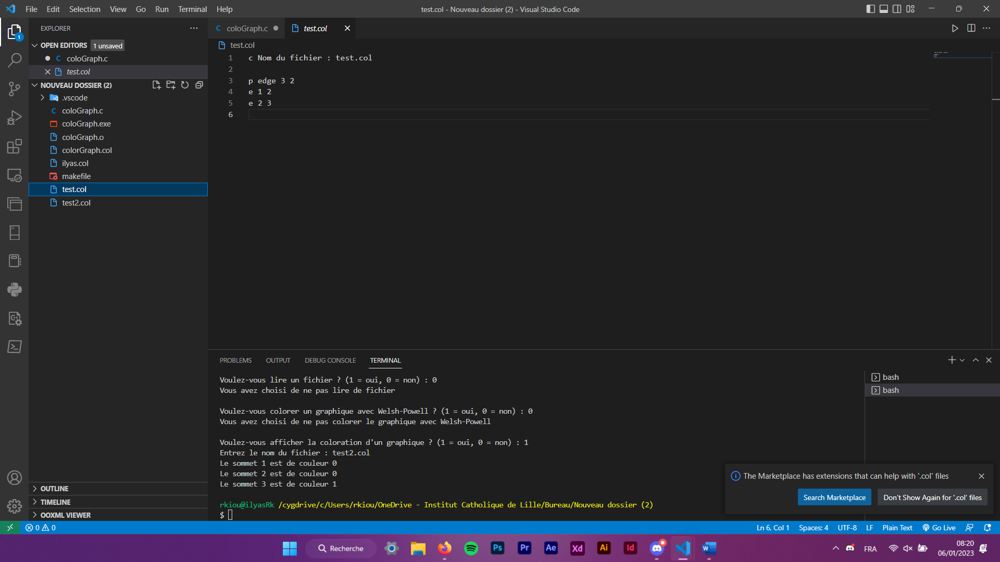 File Edit Selection View Go Run Terminal Help
test.col - Nouveau dossier (2) - Visual Studio Code
EXPLORER
OPEN EDITORS 1 unsaved
coloGraph.c
test.col
NOUVEAU DOSSIER (2)
.vscode
coloGraph.c
coloGraph.exe
coloGraph.o
colorGraph.col
ilyas.col
makefile
test.col
test2.col
OUTLINE
TIMELINE
OOXML VIEWER
1
coloGraph.c
test.col
test.col
1 c Nom du fichier : test.col
2
3 p edge 3 2
4 e 1 2
5 e 2 3
6
PROBLEMS OUTPUT DEBUG CONSOLE TERMINAL
Voulez-vous lire un fichier ? (1 = oui, 0 = non) : 0
Vous avez choisi de ne pas lire de fichier
Voulez-vous colorer un graphique avec Welsh-Powell ? (1 = oui, 0 = non) : 0
Vous avez choisi de ne pas colorer le graphique avec Welsh-Powell
Voulez-vous afficher la coloration d'un graphique ? (1 = oui, 0 = non) : 1
Entrez le nom du fichier : test2.col
Le sommet 1 est de couleur 0
Le sommet 2 est de couleur 0
Le sommet 3 est de couleur 1
rkiou@ilyasRk /cygdrive/c/Users/rkiou/OneDrive - Institut Catholique de Lille/Bureau/Nouveau dossier (2)
$
bash
bash
The Marketplace has extensions that can help with '.col' files
Search Marketplace
Don't Show Again for '.col' files
0 0
Ln 6, Col 1 Spaces: 4 UTF-8 LF Plain Text Go Live
Recherche
Ps Pr Ae Xd Ai Id W
FRA
08:20
06/01/2023